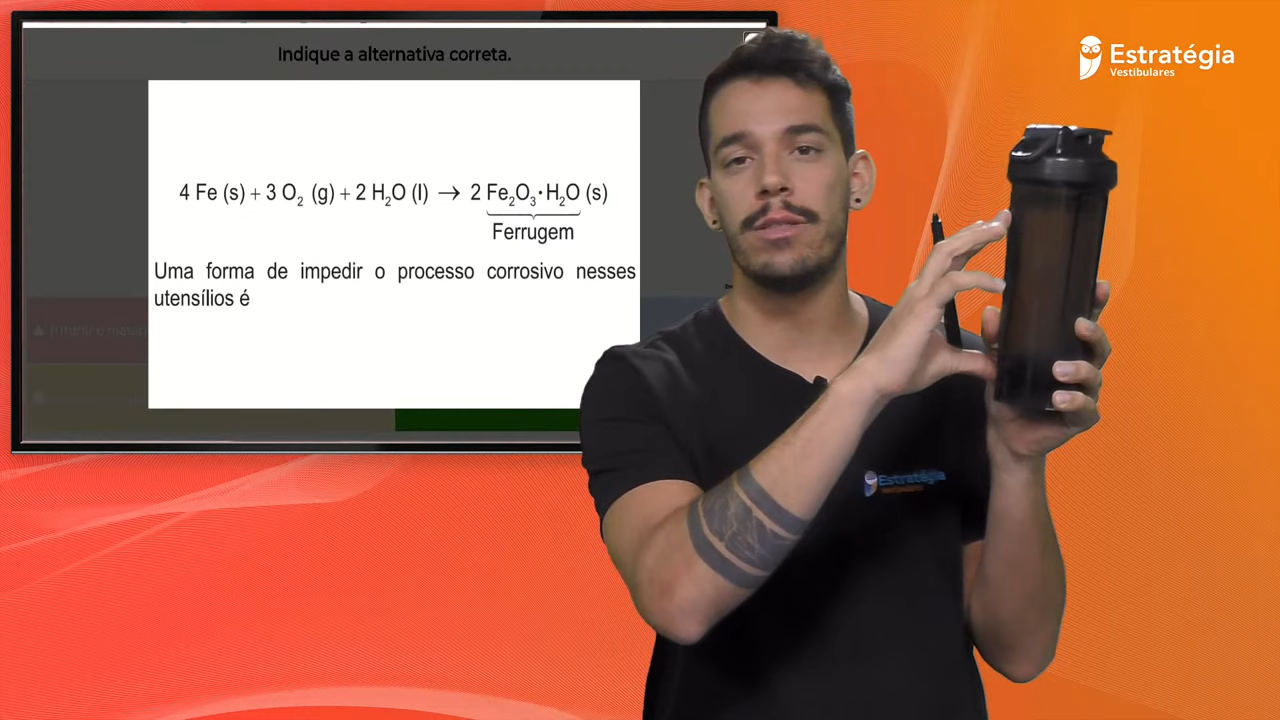 Indique a alternativa correta.
4 Fe (s) + 3 O₂ (g) + 2 H₂O (l) → 2 Fe₂O₃·H₂O (s)
Ferrugem
Uma forma de impedir o processo corrosivo nesses
utensílios é
Estratégia
Vestibulares
Estratégia